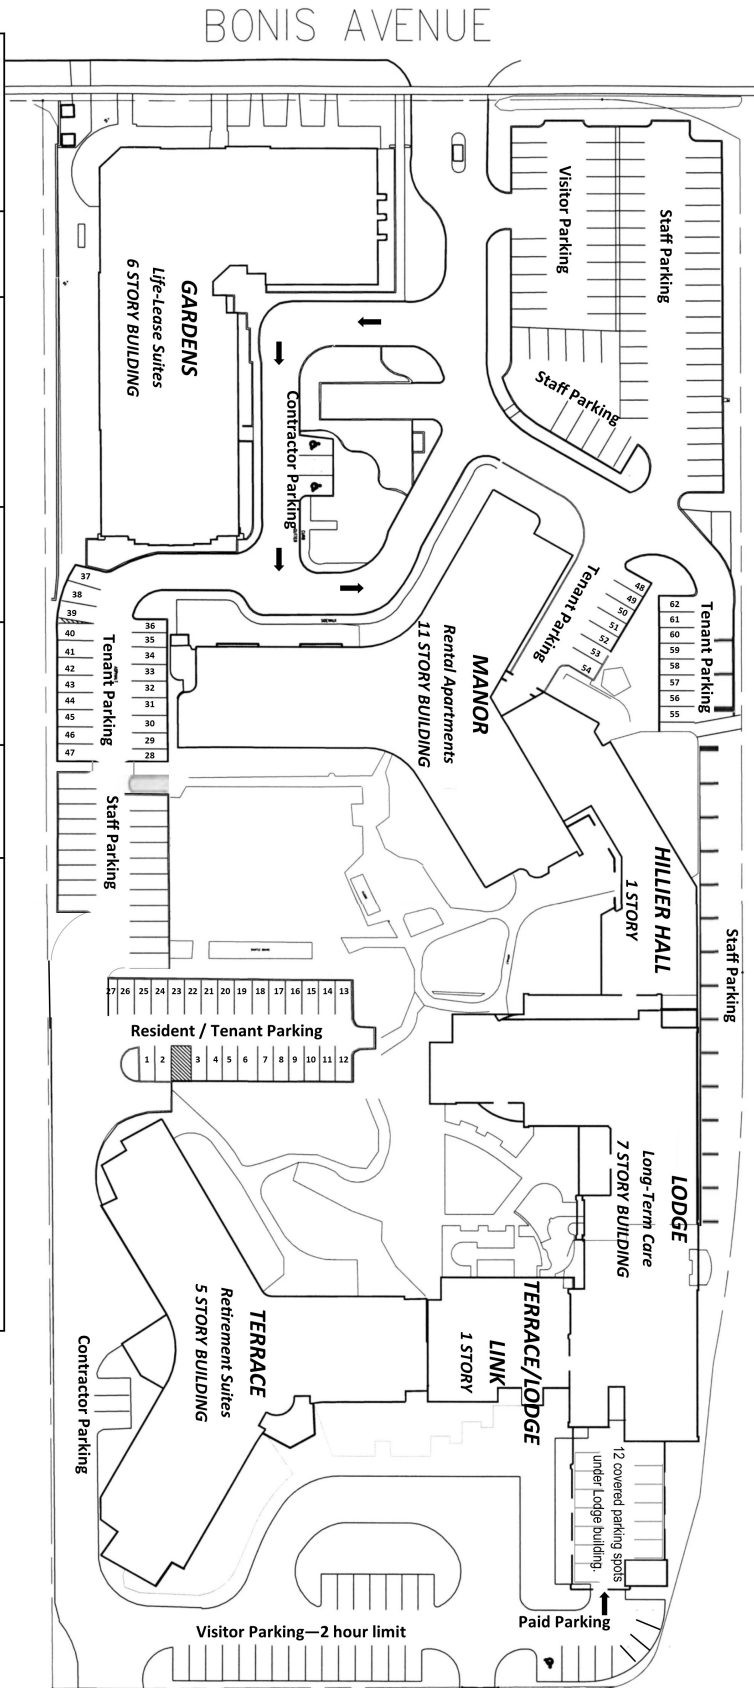 BONIS AVENUE
Visitor Parking
Staff Parking
Staff Parking
GARDENS
Life-Lease Suites
6 STORY BUILDING
Contractor Parking
37
38
39
40
41
42
43
44
45
46
47
Tenant Parking
36
35
34
33
32
31
30
29
28
Tenant Parking
48
49
50
51
52
53
54
62
61
60
59
58
57
56
55
Tenant Parking
MANOR
Rental Apartments
11 STORY BUILDING
Staff Parking
HILLIER HALL
1 STORY
Staff Parking
27 26 25 24 23 22 21 20 19 18 17 16 15 14 13
Resident / Tenant Parking
1 2 3 4 5 6 7 8 9 10 11 12
LODGE
Long-Term Care
7 STORY BUILDING
TERRACE/LODGE
LINK
1 STORY
TERRACE
Retirement Suites
5 STORY BUILDING
Contractor Parking
12 covered parking spots
under Lodge building.
Paid Parking
Visitor Parking—2 hour limit